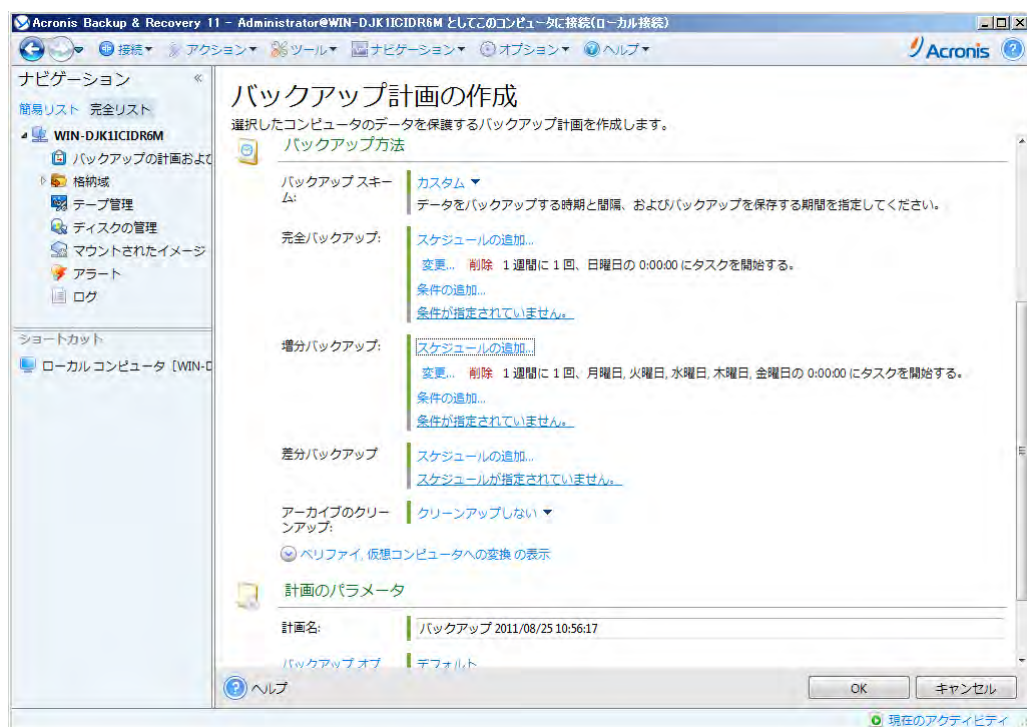 Acronis Backup & Recovery 11 - Administrator@WIN-DJK1ICIDR6M としてこのコンピュータに接続(ローカル接続)
接続 アクション ツール ナビゲーション オプション ヘルプ Acronis
ナビゲーション
簡易リスト 完全リスト
WIN-DJK1ICIDR6M
バックアップの計画およ
格納域
テープ管理
ディスクの管理
マウントされたイメージ
アラート
ログ
ショートカット
ローカル コンピュータ [WIN-D
バックアップ計画の作成
選択したコンピュータのデータを保護するバックアップ計画を作成します。
バックアップ方法
バックアップ スキー
ム:
カスタム
データをバックアップする時期と間隔、およびバックアップを保存する期間を指定してください。
完全バックアップ:
スケジュールの追加...
変更... 削除 1 週間に 1 回、日曜日の 0:00:00 にタスクを開始する。
条件の追加...
条件が指定されていません。
増分バックアップ:
スケジュールの追加...
変更... 削除 1 週間に 1 回、月曜日, 火曜日, 水曜日, 木曜日, 金曜日の 0:00:00 にタスクを開始する。
条件の追加...
条件が指定されていません。
差分バックアップ
スケジュールの追加...
スケジュールが指定されていません。
アーカイブのクリー
ンアップ:
クリーンアップしない
ベリファイ, 仮想コンピュータへの変換 の表示
計画のパラメータ
計画名:
バックアップ 2011/08/25 10:56:17
バックアップ オプ
デフォルト
ヘルプ
OK
キャンセル
現在のアクティビティ